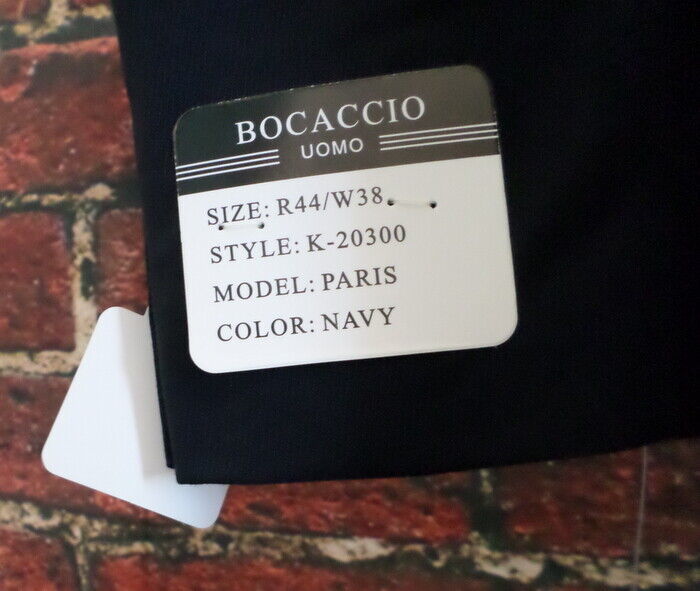 BOCACCIO
UOMO
SIZE: R44/W38
STYLE: K-20300
MODEL: PARIS
COLOR: NAVY